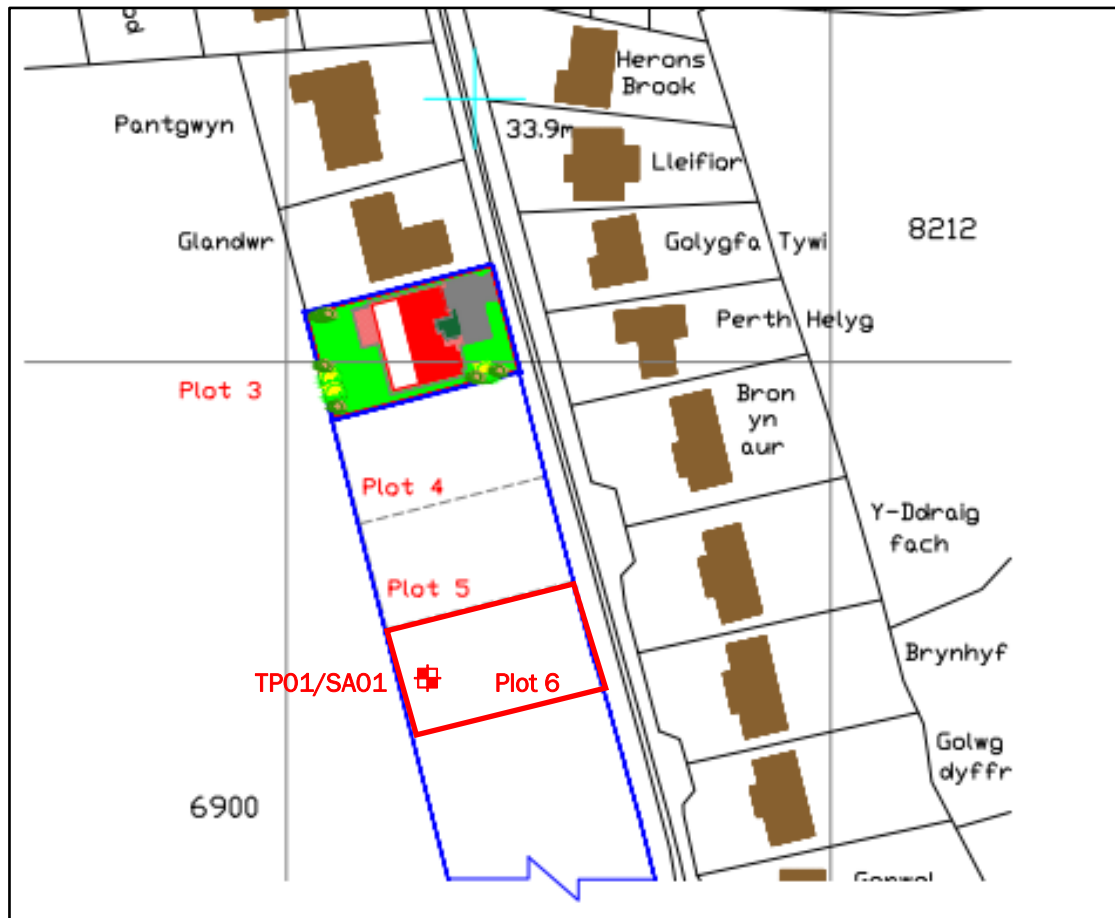 Herons
Brook
Pantgwyn
33.9m
Lleifior
Glandwr
Golygfa Tywi
8212
Perth Helyg
Plot 3
Bron
yn
aur
Plot 4
Y-Ddraig
fach
Plot 5
Brynhyf
TP01/SA01
Plot 6
Golwg
dyffr
6900